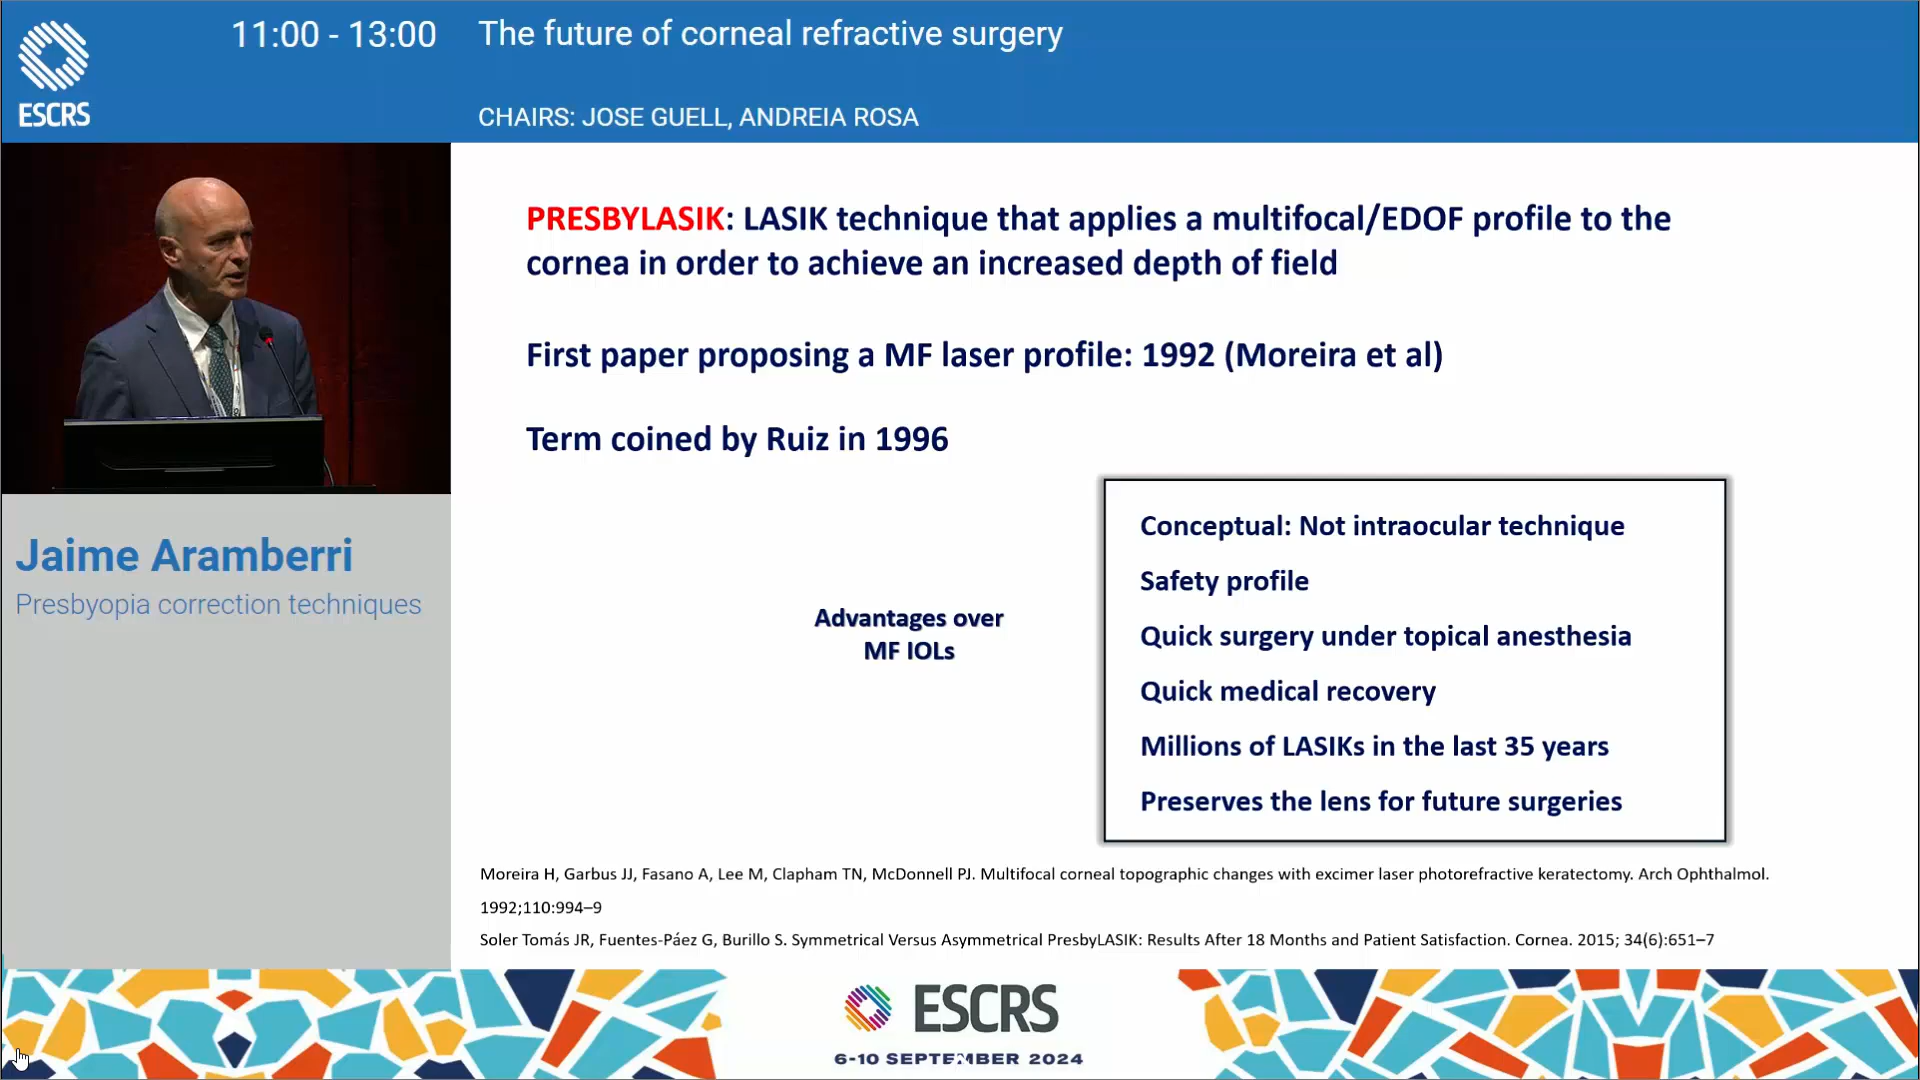 11:00 - 13:00
The future of corneal refractive surgery
ESCRS
CHAIRS: JOSE GUELL, ANDREIA ROSA
Jaime Aramberri
Presbyopia correction techniques
PRESBYLASIK: LASIK technique that applies a multifocal/EDOF profile to the
cornea in order to achieve an increased depth of field
First paper proposing a MF laser profile: 1992 (Moreira et al)
Term coined by Ruiz in 1996
Advantages over
MF IOLs
Conceptual: Not intraocular technique
Safety profile
Quick surgery under topical anesthesia
Quick medical recovery
Millions of LASIKs in the last 35 years
Preserves the lens for future surgeries
Moreira H, Garbus JJ, Fasano A, Lee M, Clapham TN, McDonnell PJ. Multifocal corneal topographic changes with excimer laser photorefractive keratectomy. Arch Ophthalmol.
1992;110:994–9
Soler Tomás JR, Fuentes-Páez G, Burillo S. Symmetrical Versus Asymmetrical PresbyLASIK: Results After 18 Months and Patient Satisfaction. Cornea. 2015; 34(6):651–7
ESCRS
6-10 SEPTEMBER 2024